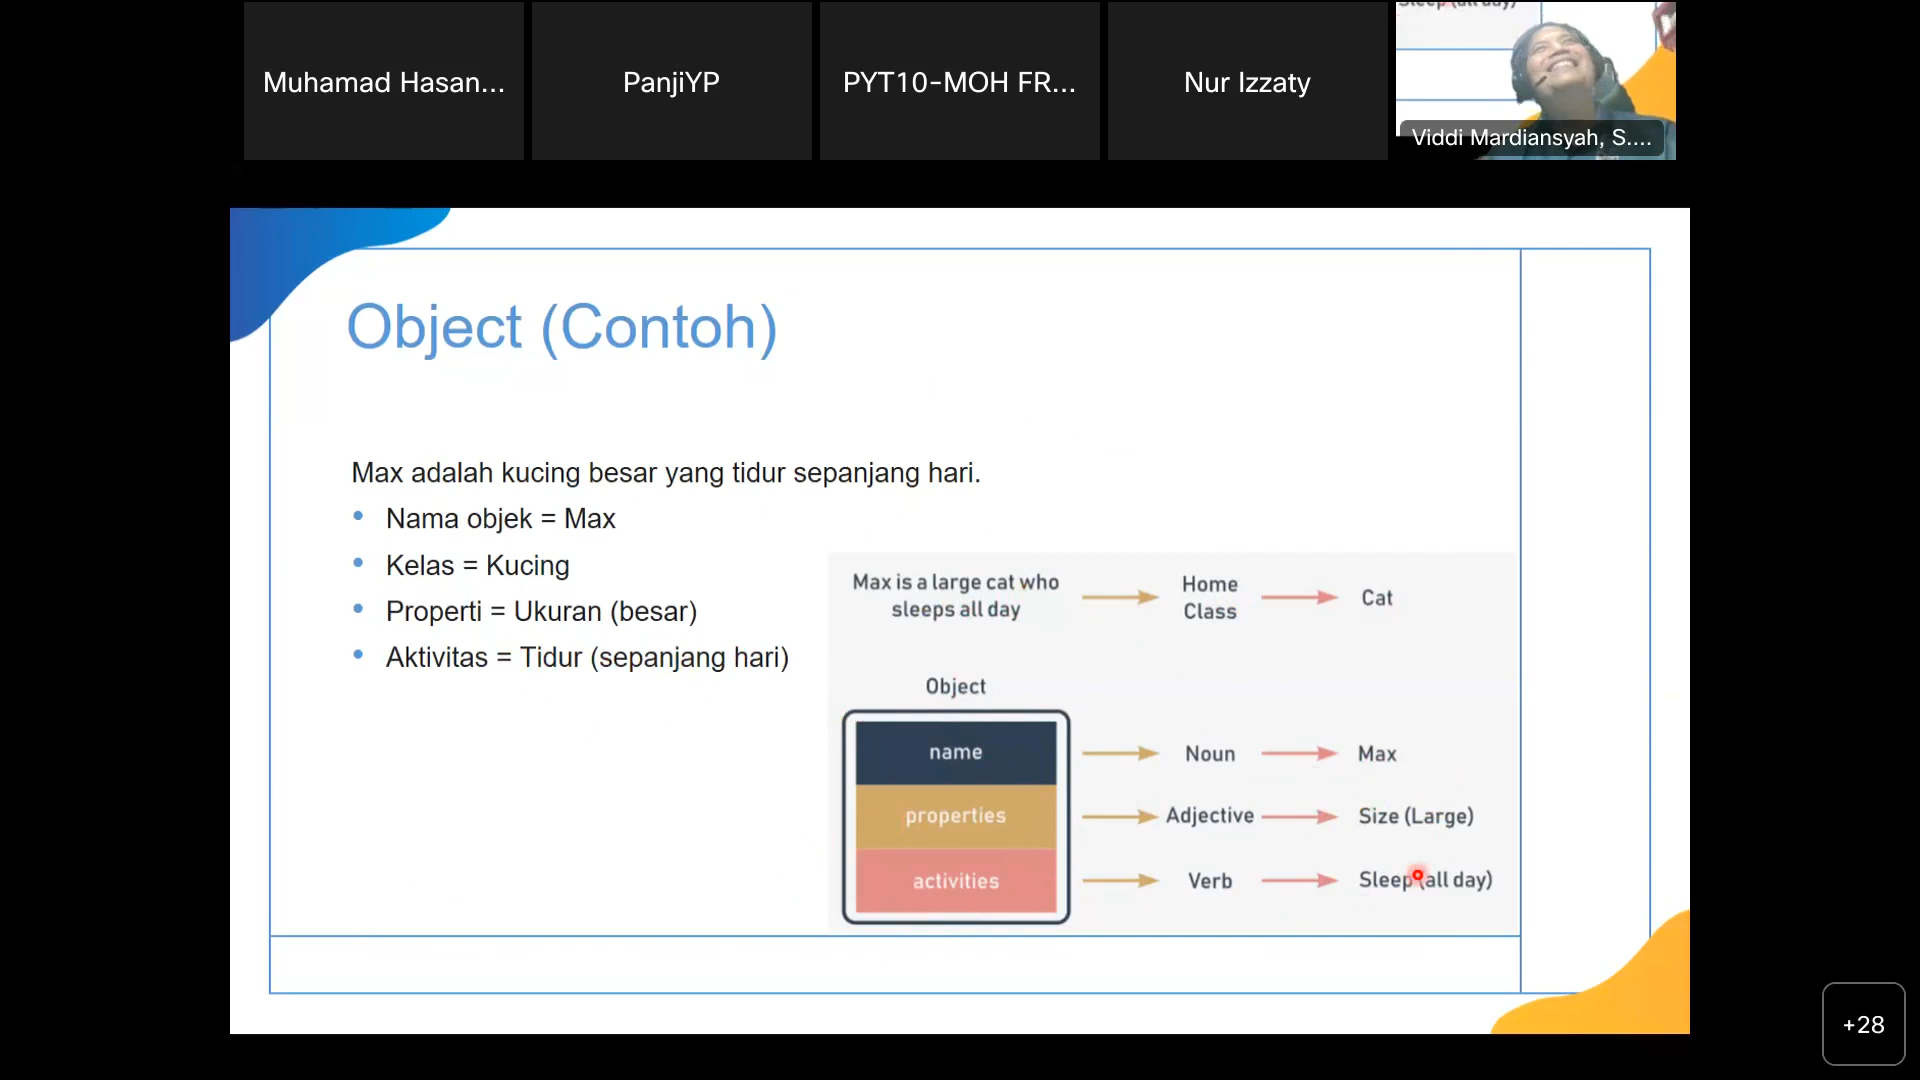 Muhamad Hasan...
PanjiYP
PYT10-MOH FR...
Nur Izzaty
Viddi Mardiansyah, S....
Object (Contoh)
Max adalah kucing besar yang tidur sepanjang hari.
• Nama objek = Max
• Kelas = Kucing
• Properti = Ukuran (besar)
• Aktivitas = Tidur (sepanjang hari)
Max is a large cat who
sleeps all day
Home
Class
Cat
Object
name
Noun
Max
properties
Adjective
Size (Large)
activities
Verb
Sleep (all day)
+28